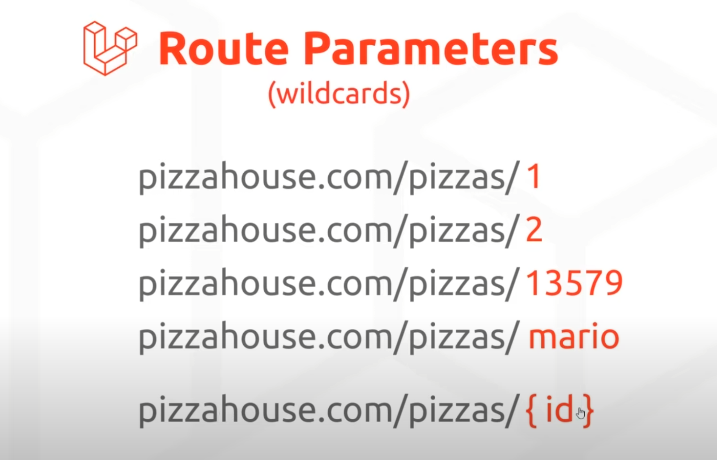 Route Parameters
(wildcards)
pizzahouse.com/pizzas/ 1
pizzahouse.com/pizzas/ 2
pizzahouse.com/pizzas/ 13579
pizzahouse.com/pizzas/ mario
pizzahouse.com/pizzas/ { id }